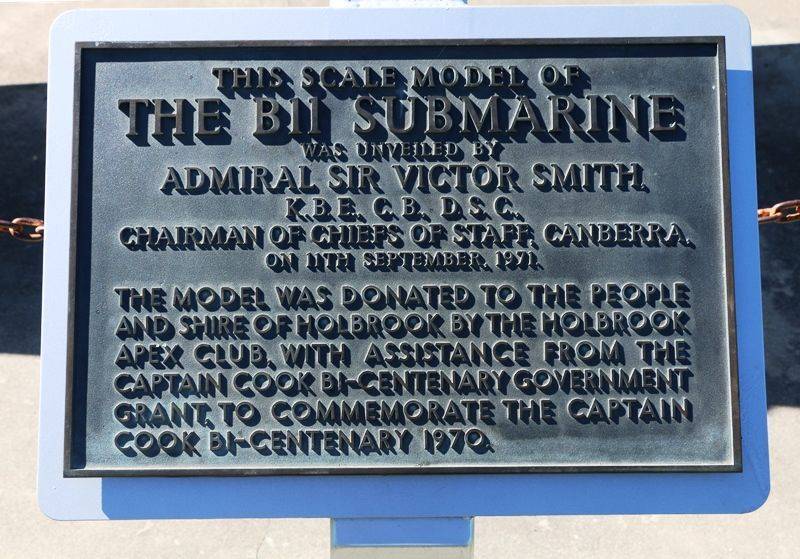 THIS SCALE MODEL OF
THE B11 SUBMARINE
WAS UNVEILED BY
ADMIRAL SIR VICTOR SMITH,
K.B.E., C.B., D.S.C.,
CHAIRMAN OF CHIEFS OF STAFF, CANBERRA,
ON 11TH SEPTEMBER, 1971.
THE MODEL WAS DONATED TO THE PEOPLE
AND SHIRE OF HOLBROOK BY THE HOLBROOK
APEX CLUB, WITH ASSISTANCE FROM THE
CAPTAIN COOK BI-CENTENARY GOVERNMENT
GRANT, TO COMMEMORATE THE CAPTAIN
COOK BI-CENTENARY 1970.